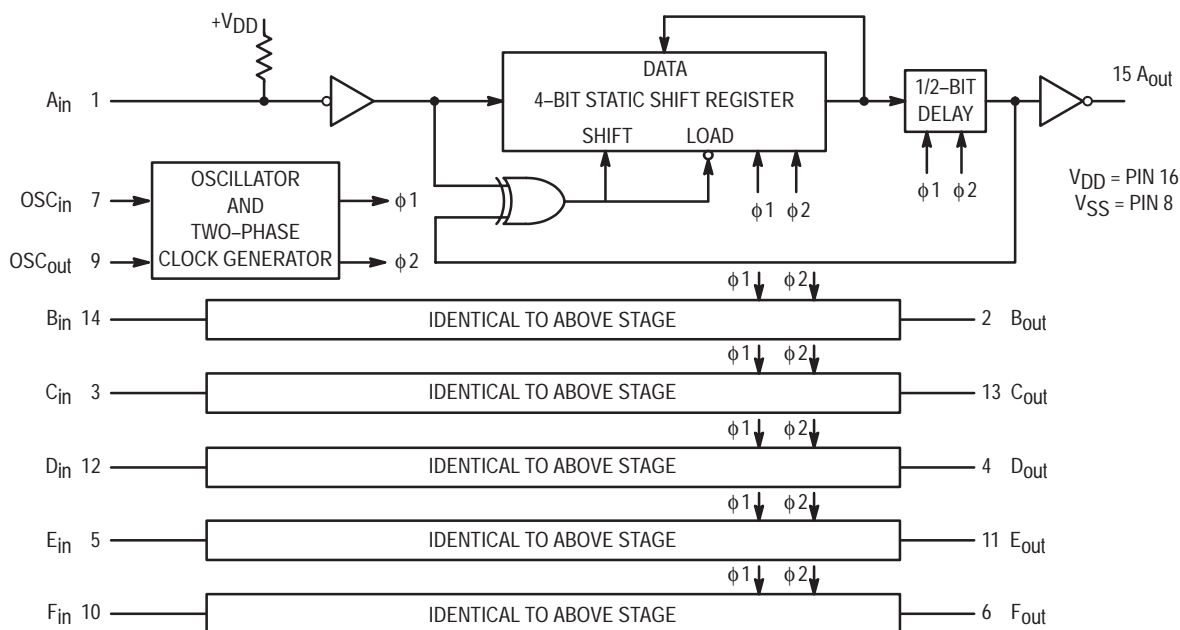 +VDD
Ain 1
DATA
4–BIT STATIC SHIFT REGISTER
SHIFT LOAD
ϕ1 ϕ2
1/2–BIT
DELAY
ϕ1 ϕ2
15 Aout
VDD = PIN 16
VSS = PIN 8
OSCin 7
OSCout 9
OSCILLATOR
AND
TWO–PHASE
CLOCK GENERATOR
ϕ1
ϕ2
ϕ1 ϕ2
Bin 14 IDENTICAL TO ABOVE STAGE 2 Bout
ϕ1 ϕ2
Cin 3 IDENTICAL TO ABOVE STAGE 13 Cout
ϕ1 ϕ2
Din 12 IDENTICAL TO ABOVE STAGE 4 Dout
ϕ1 ϕ2
Ein 5 IDENTICAL TO ABOVE STAGE 11 Eout
ϕ1 ϕ2
Fin 10 IDENTICAL TO ABOVE STAGE 6 Fout